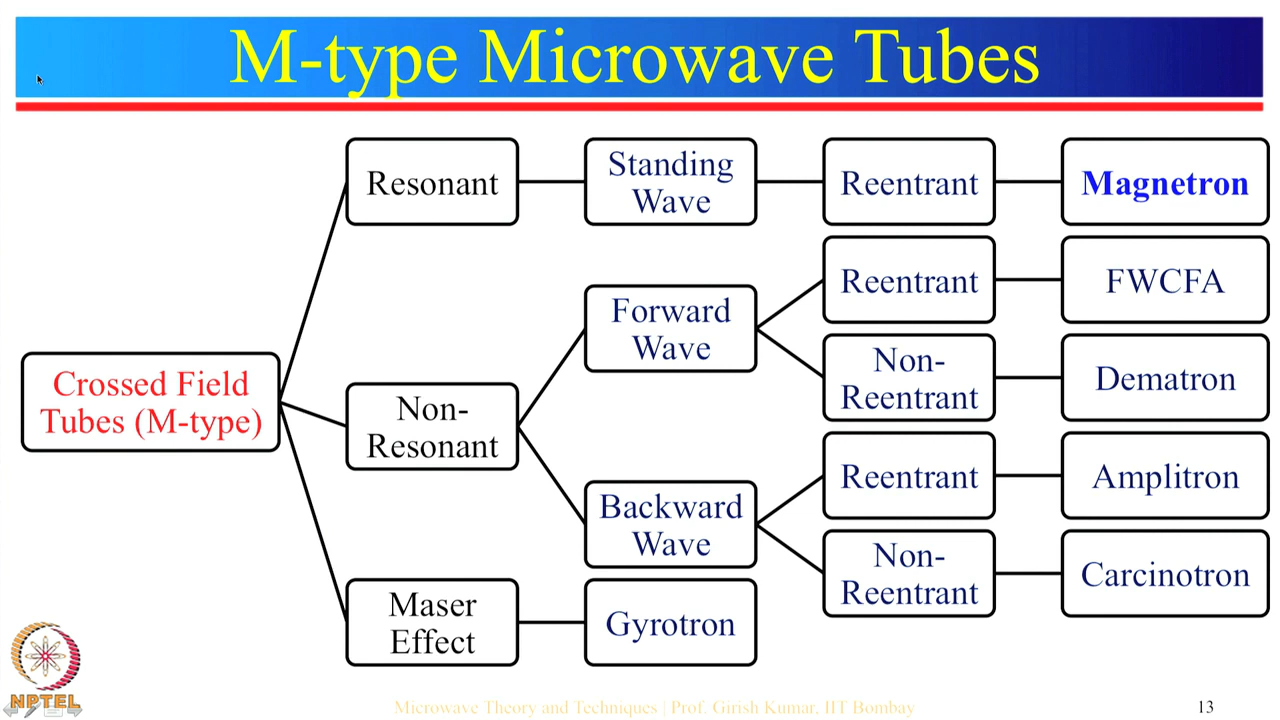 M-type Microwave Tubes
Resonant
Standing
Wave
Reentrant
Magnetron
Reentrant
FWCFA
Forward
Wave
Non-
Reentrant
Dematron
Crossed Field
Tubes (M-type)
Non-
Resonant
Reentrant
Amplitron
Backward
Wave
Non-
Reentrant
Carcinotron
Maser
Effect
Gyrotron
NPTEL
Microwave Theory and Techniques | Prof. Girish Kumar, IIT Bombay
13